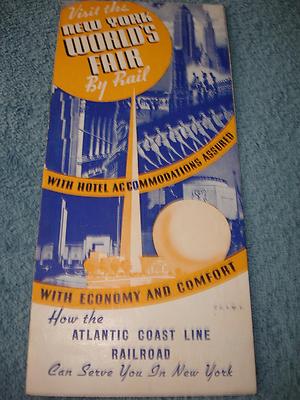 Visit the
NEW YORK
WORLD'S
FAIR
By Rail
WITH HOTEL ACCOMMODATIONS ASSURED
WITH ECONOMY AND COMFORT
How the
ATLANTIC COAST LINE
RAILROAD
Can Serve You In New York